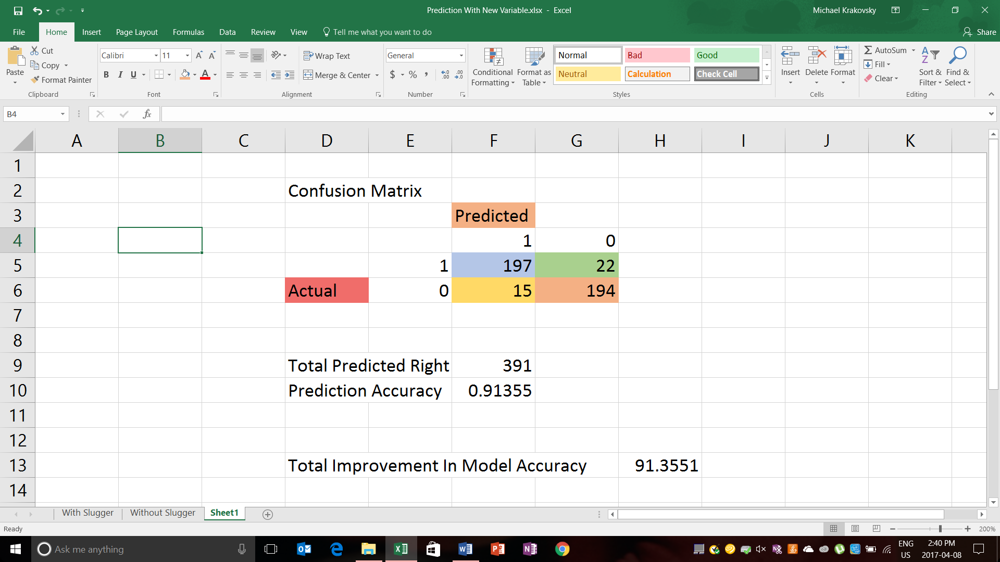 Prediction With New Variable.xlsx - Excel
Michael Krakovsky
File Home Insert Page Layout Formulas Data Review View Tell me what you want to do
Share
Paste
Cut
Copy
Format Painter
Clipboard
Calibri 11
B I U
Font
Wrap Text
Merge & Center
Alignment
General
$ % ,
Number
Conditional Formatting
Format as Table
Normal Bad Good
Neutral Calculation Check Cell
Styles
Insert Delete Format
Cells
AutoSum
Fill
Clear
Sort & Filter
Find & Select
Editing
B4
fx
A B C D E F G H I J K
1
2 Confusion Matrix
3 Predicted
4 1 0
5 1 197 22
6 Actual 0 15 194
7
8
9 Total Predicted Right 391
10 Prediction Accuracy 0.91355
11
12
13 Total Improvement In Model Accuracy 91.3551
14
With Slugger Without Slugger Sheet1
Ready
200%
Ask me anything
ENG
US
2:40 PM
2017-04-08